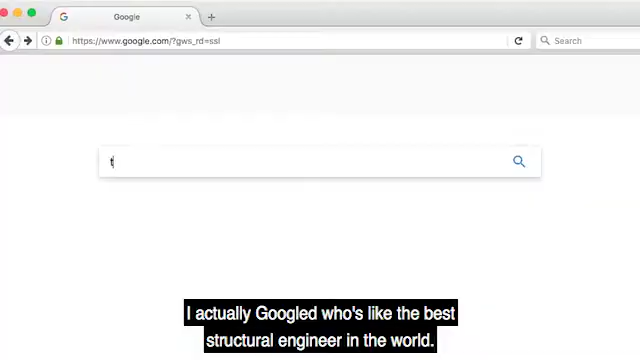 Google
https://www.google.com/?gws_rd=ssl
Search
t
I actually Googled who's like the best
structural engineer in the world.